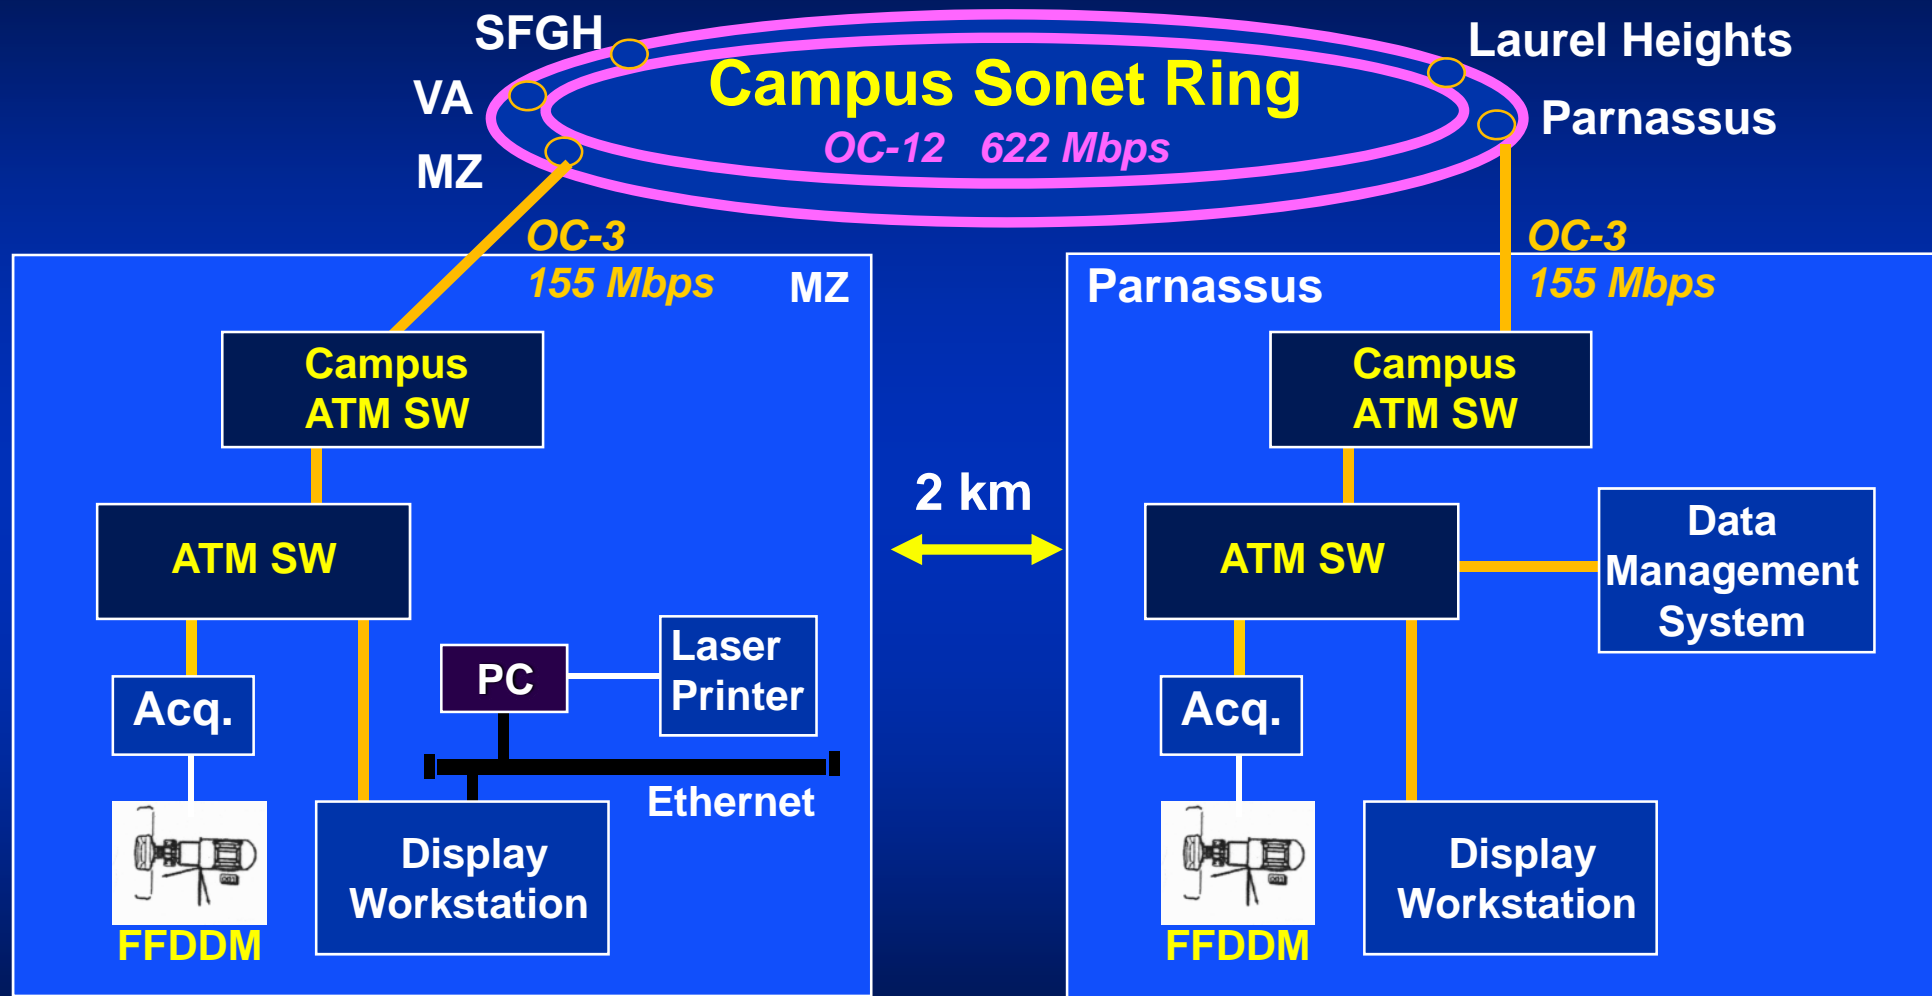 SFGH
Laurel Heights
Campus Sonet Ring
VA
Parnassus
OC-12 622 Mbps
MZ
OC-3
155 Mbps
OC-3
155 Mbps
MZ
Campus
ATM SW
ATM SW
Acq.
FFDDM
PC
Laser
Printer
Ethernet
Display
Workstation
2 km
Parnassus
Campus
ATM SW
ATM SW
Data
Management
System
Acq.
FFDDM
Display
Workstation